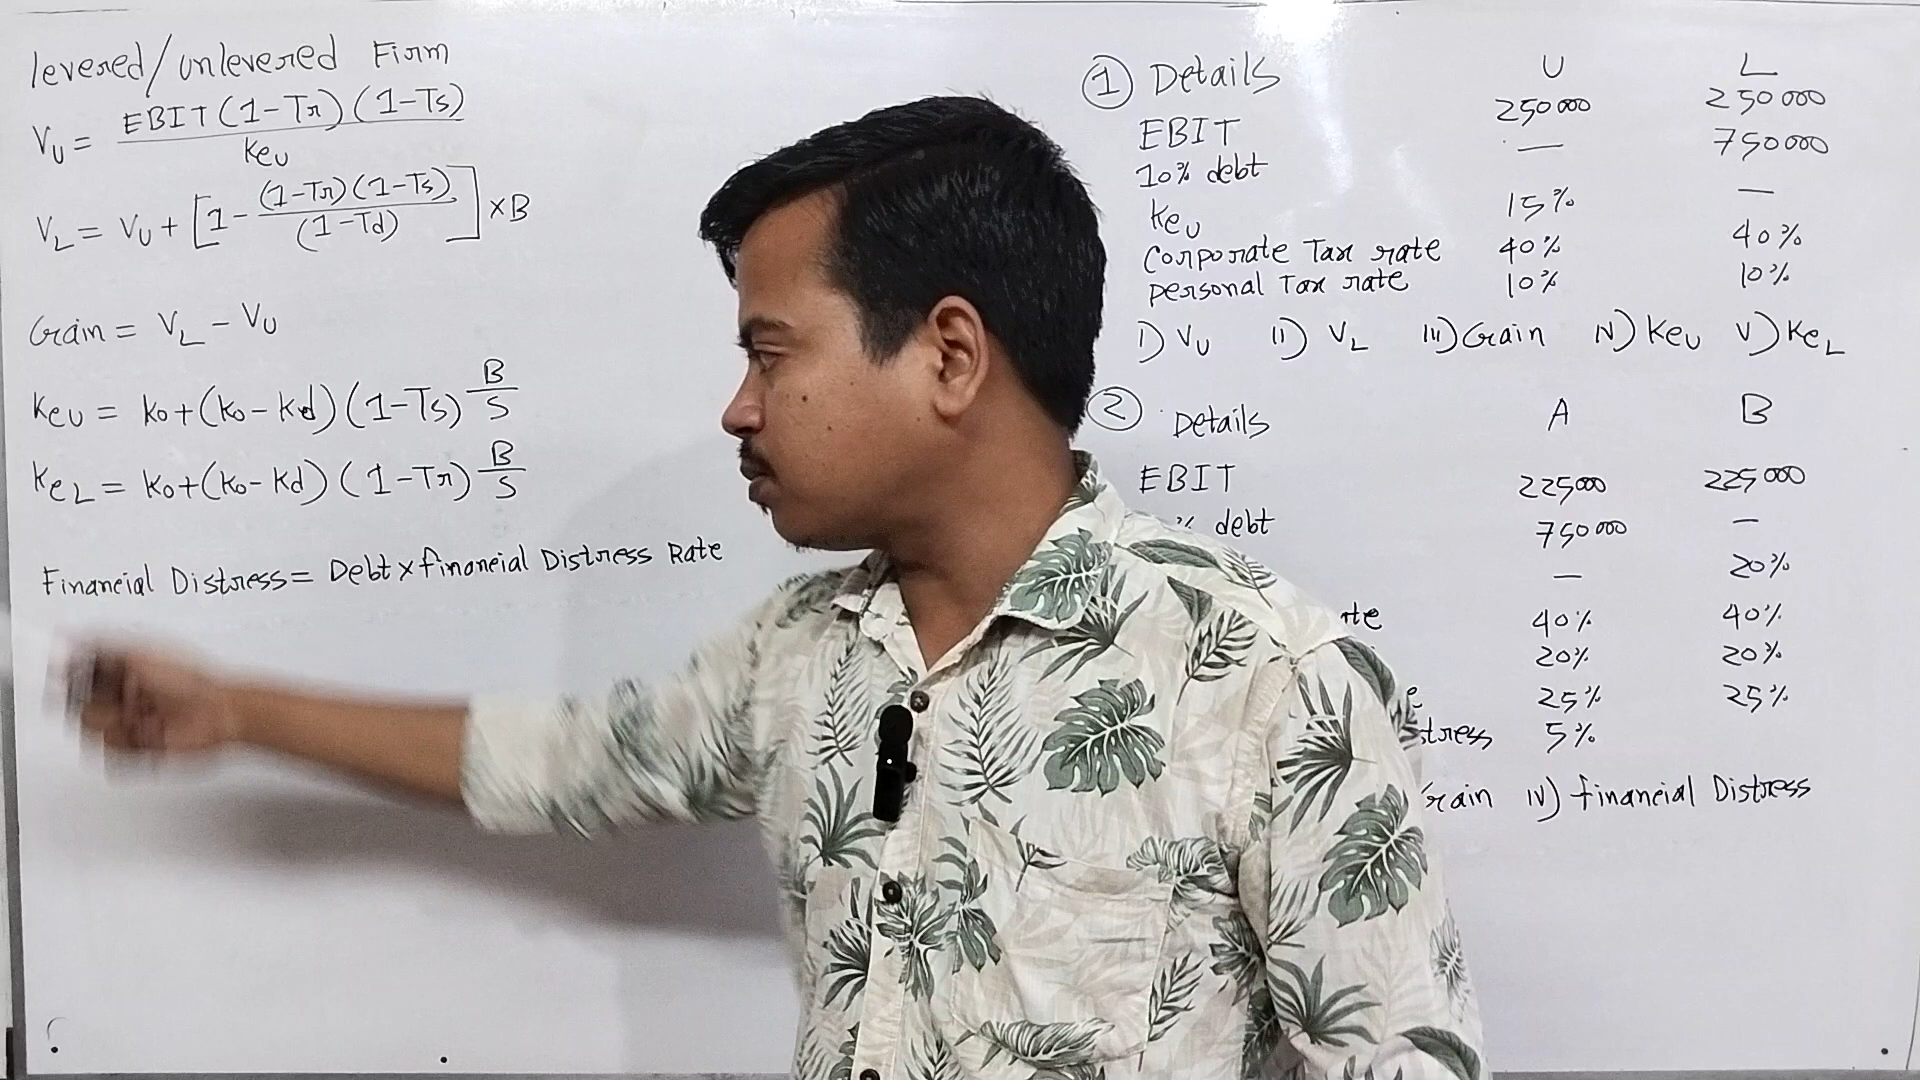 levered/unlevered Firm
VU = EBIT(1-Tr)(1-Ts) / KeU
VL = VU + [1 - (1-Tr)(1-Ts) / (1-Td)] × B
Gain = VL - VU
KeU = Ko+(Ko-Kd)(1-Ts) B/S
KeL = Ko+(Ko-Kd)(1-Tr) B/S
Financial Distress = Debt × financial Distress Rate
① Details U L
EBIT 250000 250000
10% debt — 750000
KeU 15% —
Corporate Tax rate 40% 40%
Personal Tax rate 10% 10%
I) VU II) VL III) Gain IV) KeU V) KeL
② Details A B
EBIT 225000 225000
% debt 750000 —
— 20%
40% 40%
20% 20%
25% 25%
5%
IV) financial Distress